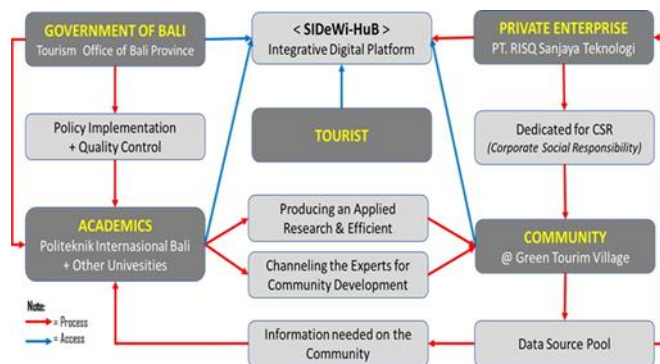 GOVERNMENT OF BALI
Tourism Office of Bali Province
< SIDeWi-HuB >
Integrative Digital Platform
PRIVATE ENTERPRISE
PT. RISQ Sanjaya Teknologi
Policy Implementation
+ Quality Control
TOURIST
Dedicated for CSR
(Corporate Social Responsibility)
ACADEMICS
Politeknik Internasional Bali
+ Other Univesities
Producing an Applied
Research & Efficient
Channeling the Experts for
Community Development
COMMUNITY
@ Green Tourim Village
Note:
= Process
= Access
Information needed on the
Community
Data Source Pool